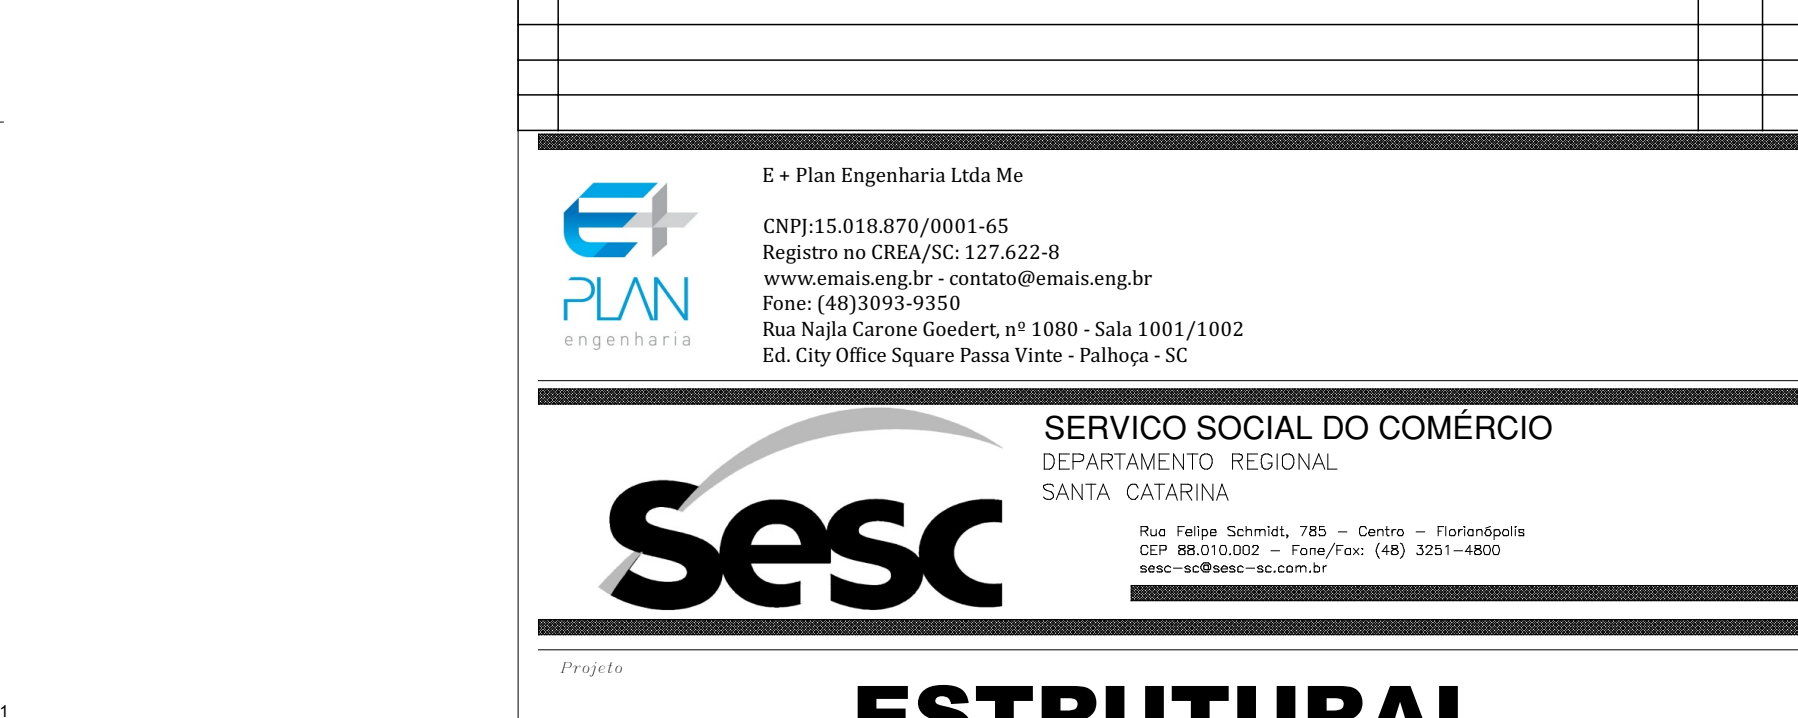 E + Plan Engenharia Ltda Me
CNPJ:15.018.870/0001-65
Registro no CREA/SC: 127.622-8
www.emais.eng.br - contato@emais.eng.br
Fone: (48)3093-9350
Rua Najla Carone Goedert, nº 1080 - Sala 1001/1002
Ed. City Office Square Passa Vinte - Palhoça - SC
E+
PLAN
engenharia
Sesc
SERVICO SOCIAL DO COMÉRCIO
DEPARTAMENTO REGIONAL
SANTA CATARINA
Rua Felipe Schmidt, 785 – Centro – Florianópolis
CEP 88.010.002 – Fone/Fax: (48) 3251–4800
sesc–sc@sesc–sc.com.br
Projeto
ESTRUTURAL
1